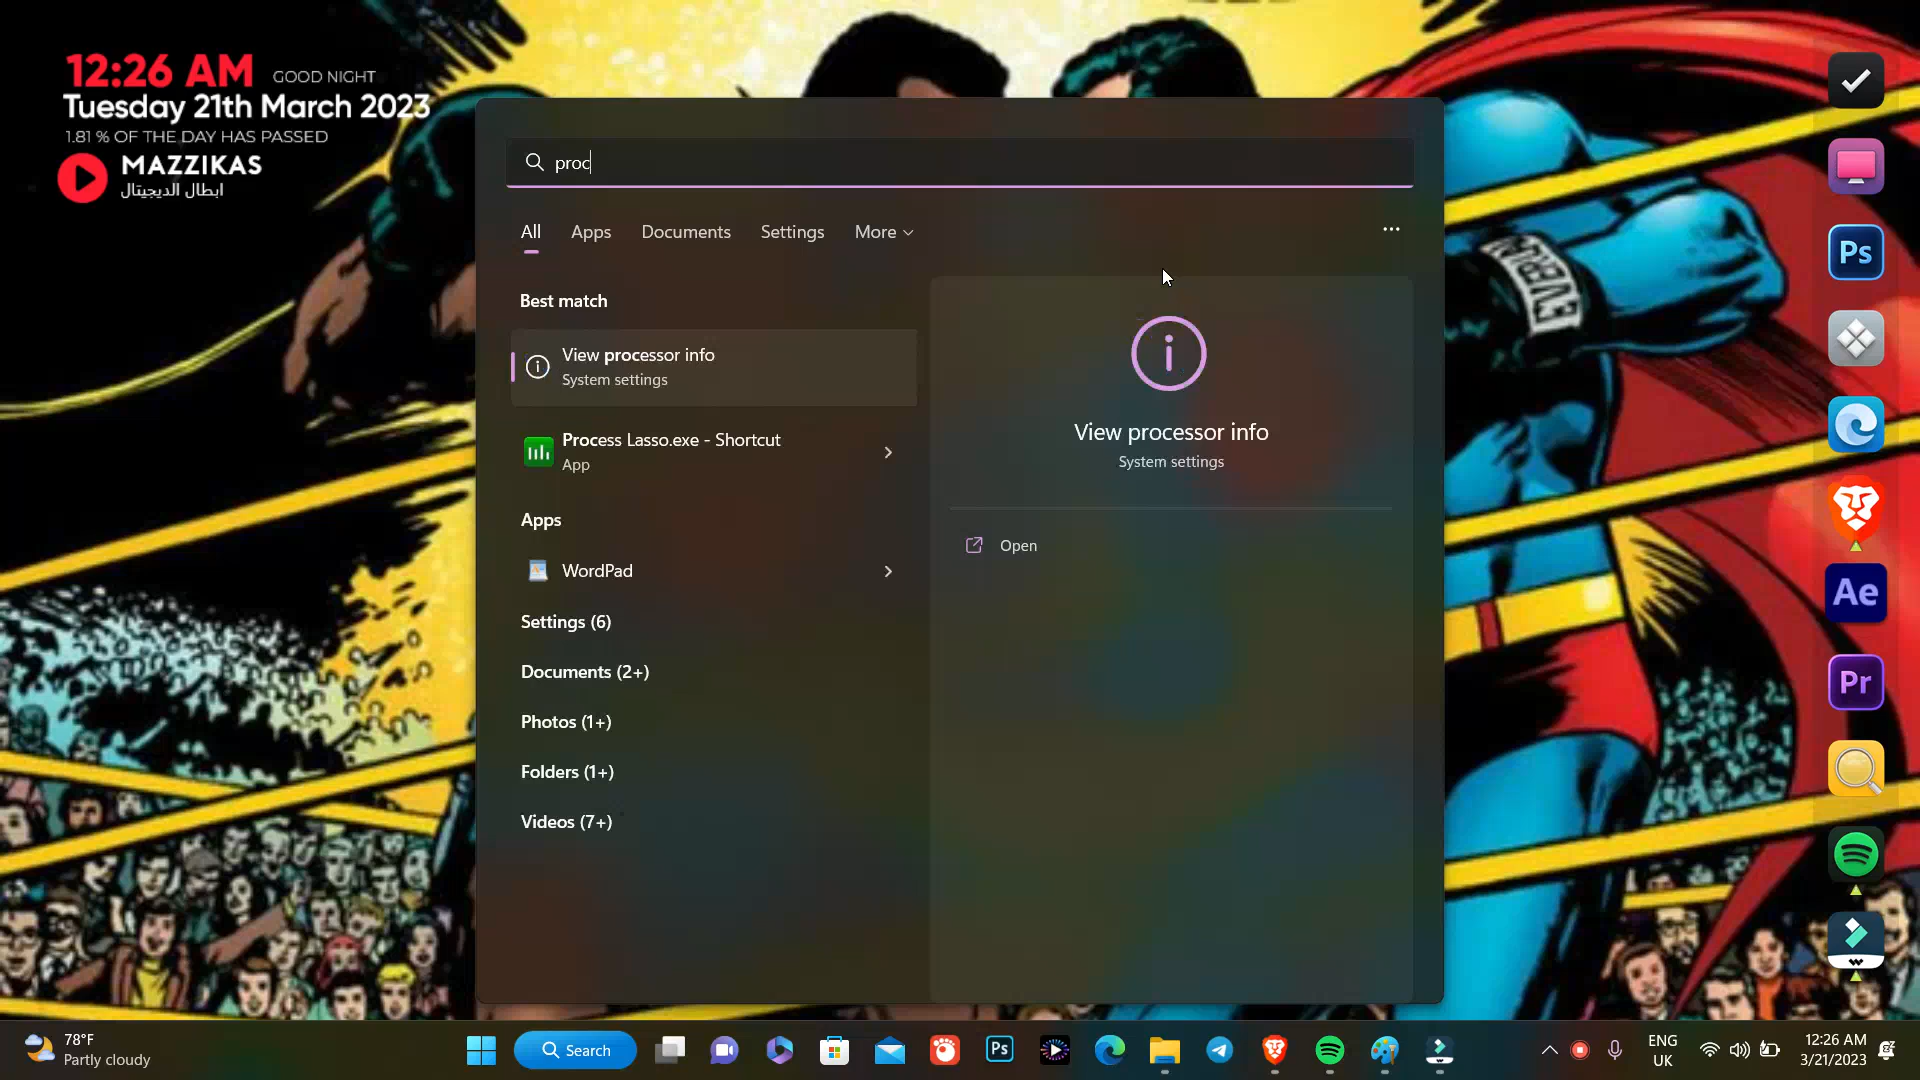 12:26 AM GOOD NIGHT
Tuesday 21th March 2023
1.81 % OF THE DAY HAS PASSED
MAZZIKAS
ابطال الديجيتال
proc
All Apps Documents Settings More
Best match
View processor info
System settings
Process Lasso.exe - Shortcut
App
Apps
WordPad
Settings (6)
Documents (2+)
Photos (1+)
Folders (1+)
Videos (7+)
View processor info
System settings
Open
Ps
Ae
Pr
78°F
Partly cloudy
Search
Ps
ENG
UK
12:26 AM
3/21/2023